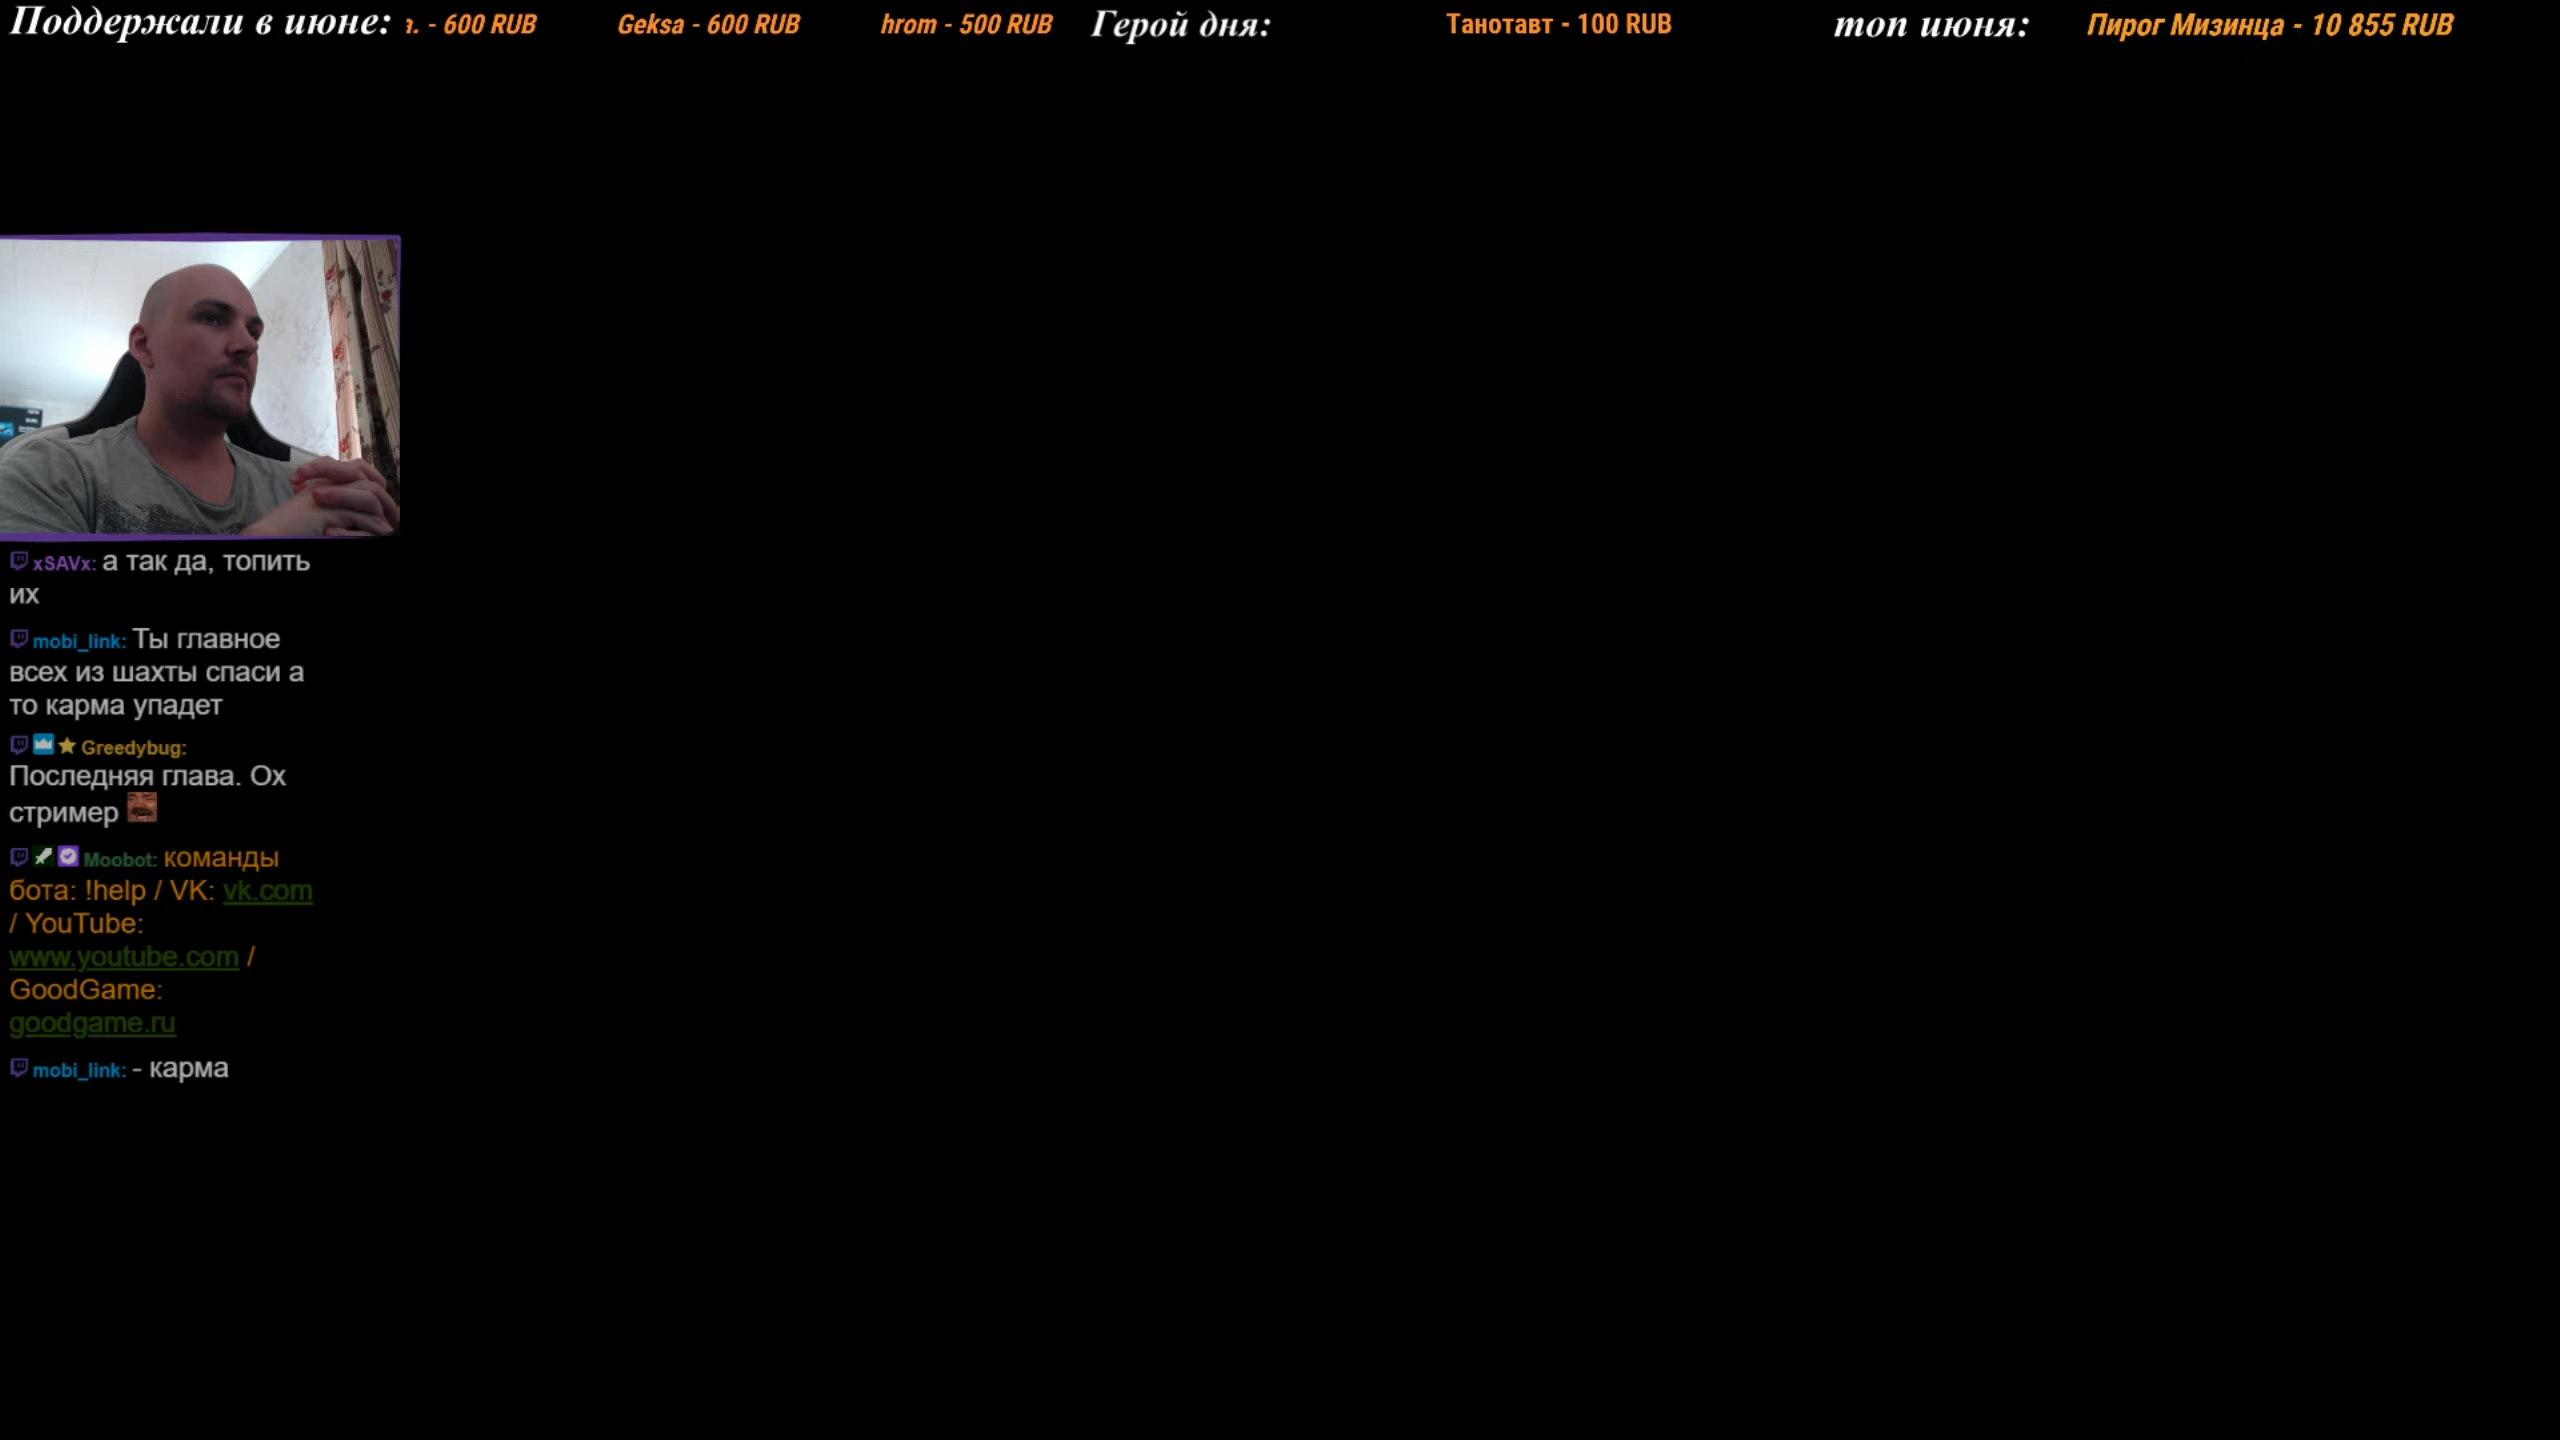 Поддержали в июне: . - 600 RUB Geksa - 600 RUB hrom - 500 RUB Герой дня: Танотавт - 100 RUB топ июня: Пирог Мизинца - 10 855 RUB
xSAVx: а так да, топить
их
mobi_link: Ты главное
всех из шахты спаси а
то карма упадет
Greedybug:
Последняя глава. Ох
стример
Moobot: команды
бота: !help / VK: vk.com
/ YouTube:
www.youtube.com /
GoodGame:
goodgame.ru
mobi_link: - карма